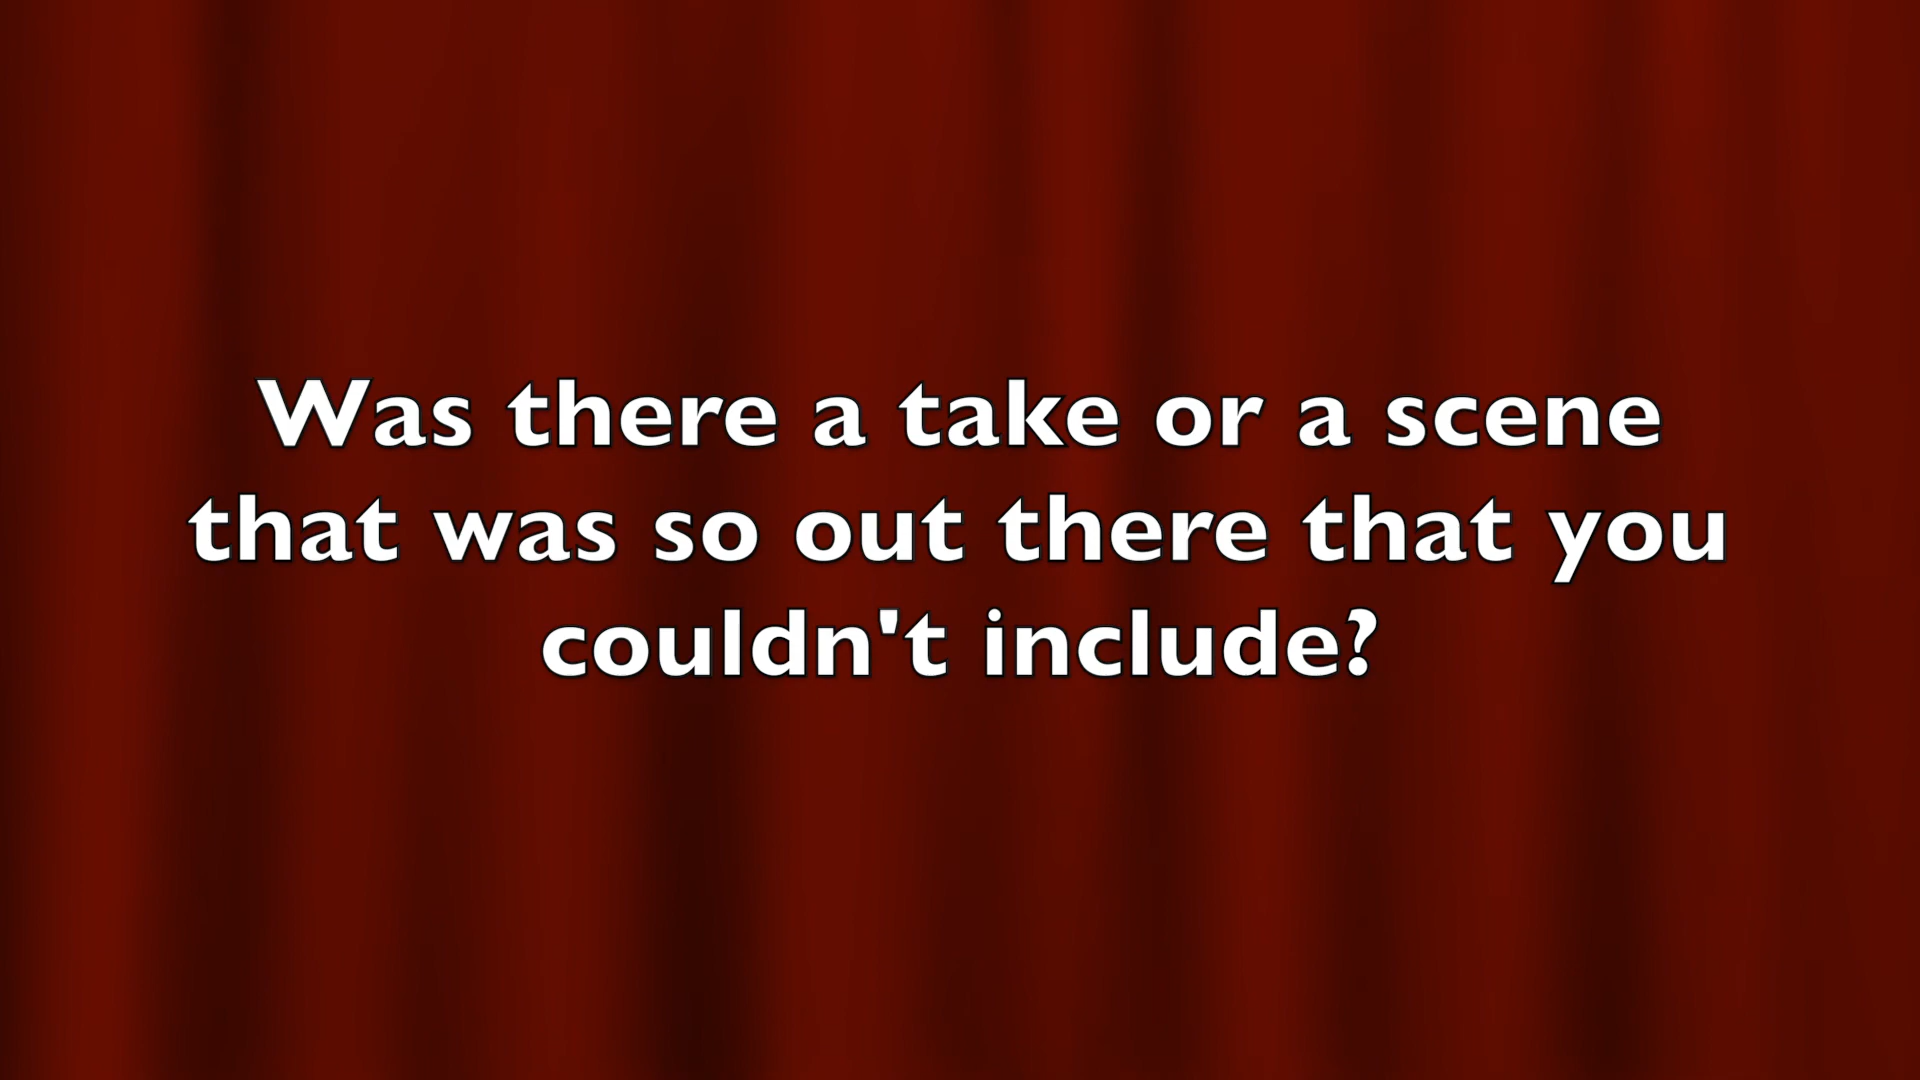 Was there a take or a scene
that was so out there that you
couldn't include?